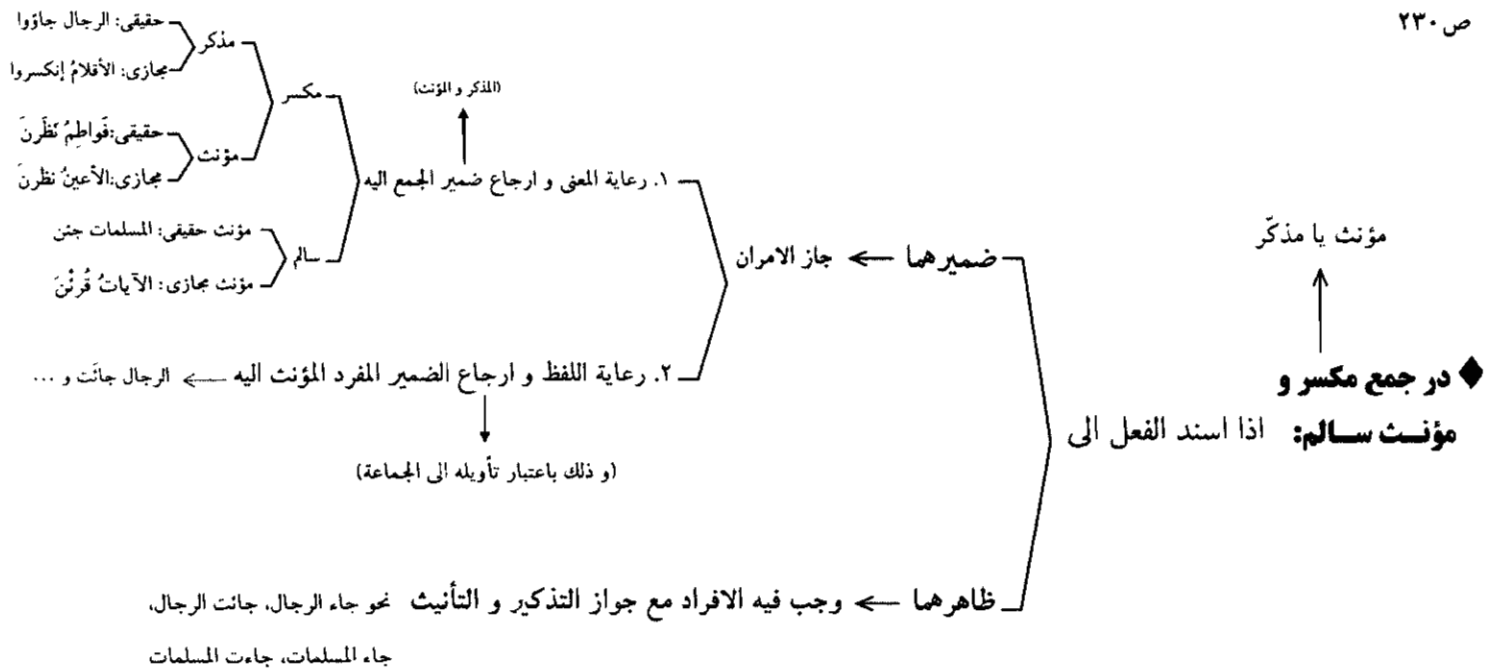 ص ۲۳۰
مؤنث یا مذکّر
♦ در جمع مکسر و
مؤنث سالم: اذا اسند الفعل الی
ضمیرهما ← جاز الامران
۱. رعایة المعنی و ارجاع ضمیر الجمع الیه
(المذکر و المؤنث)
مکسر
مذکر
حقیقی: الرجال جاؤوا
مجازی: الأقلامُ إنکسروا
مؤنث
حقیقی:فَواطِمُ نَظَرنَ
مجازی:الأعینُ نظرنَ
سالم
مؤنث حقیقی: المسلمات جئن
مؤنث مجازی: الآیاتُ قُرِئْنَ
۲. رعایة اللفظ و ارجاع الضمیر المفرد المؤنث الیه ← الرجال جائَت و ...
(و ذلك باعتبار تأویله الی الجماعة)
ظاهرهما ← وجب فیه الافراد مع جواز التذکیر و التأنیث نحو جاء الرجال، جائت الرجال،
جاء المسلمات، جاءت المسلمات